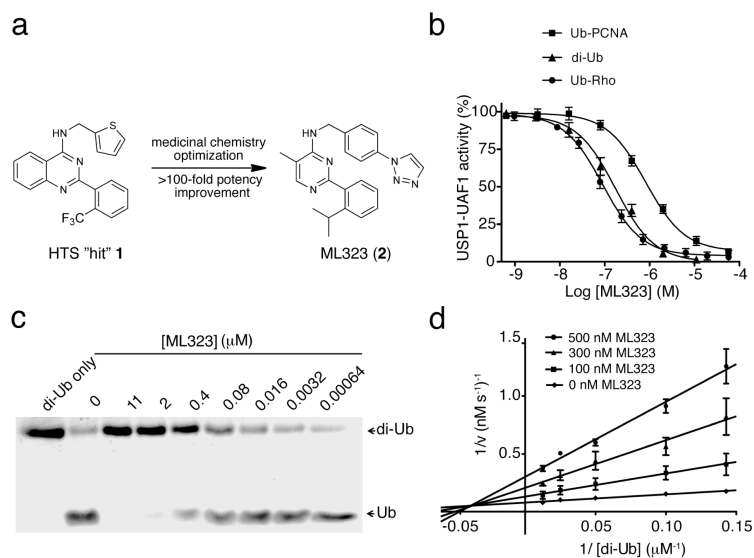 a
HN
S
N
N
F₃C
HTS "hit" 1
medicinal chemistry
optimization
>100-fold potency
improvement
HN
N
N
N
N
N
ML323 (2)
b
Ub-PCNA
di-Ub
Ub-Rho
USP1-UAF1 activity (%)
100
75
50
25
0
-9 -8 -7 -6 -5 -4
Log [ML323] (M)
c
[ML323] (μM)
di-Ub only
0
11
2
0.4
0.08
0.016
0.0032
0.00064
di-Ub
Ub
d
500 nM ML323
300 nM ML323
100 nM ML323
0 nM ML323
1/v (nM s⁻¹)⁻¹
1.5
1.0
0.5
-0.05 0.05 0.10 0.15
1/ [di-Ub] (μM⁻¹)